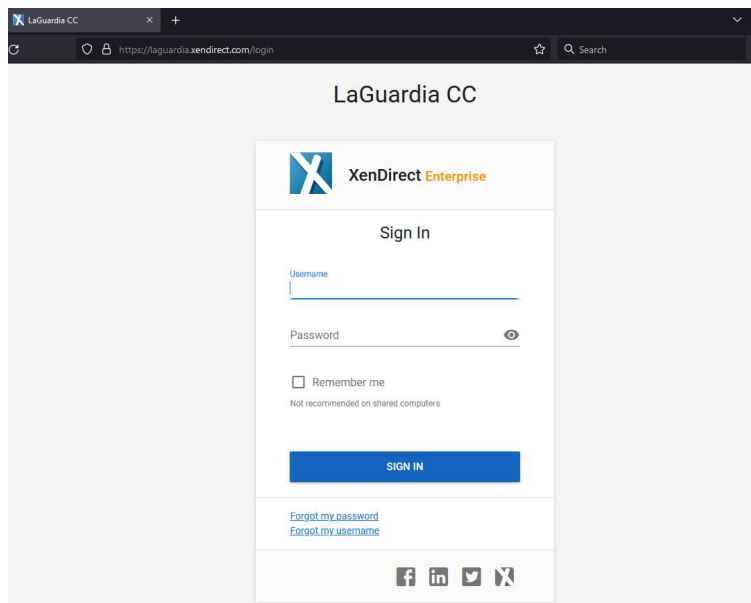 LaGuardia CC
https://laguardia.xendirect.com/login
Search
LaGuardia CC
XenDirect Enterprise
Sign In
Username
Password
Remember me
Not recommended on shared computers
SIGN IN
Forgot my password
Forgot my username